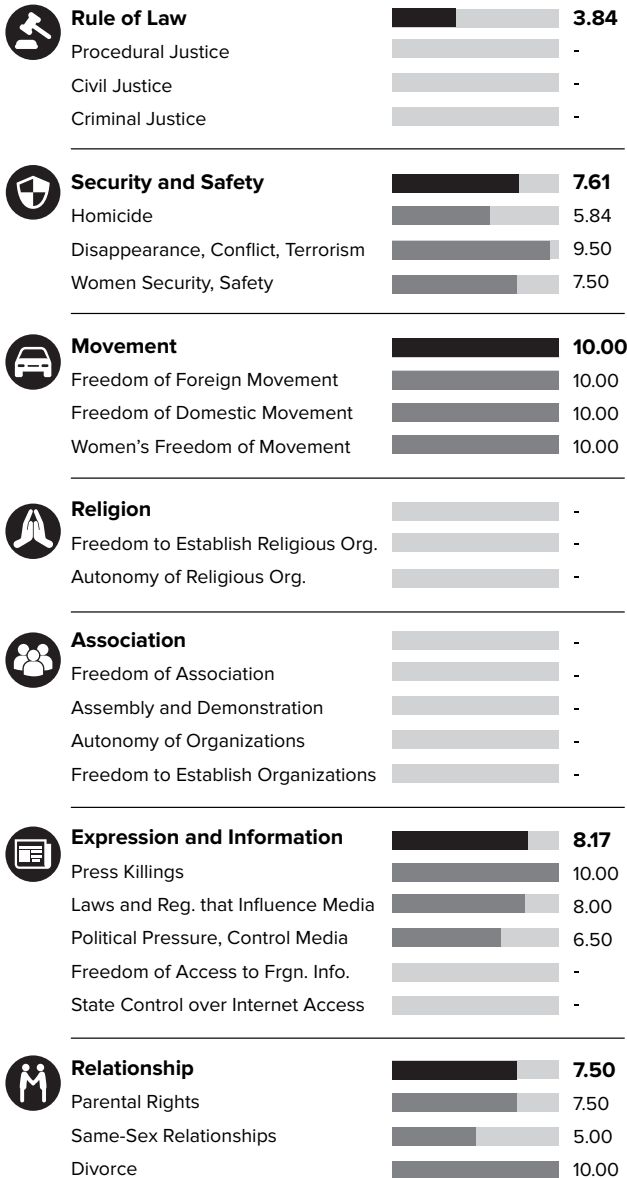 Rule of Law 3.84
Procedural Justice -
Civil Justice -
Criminal Justice -
Security and Safety 7.61
Homicide 5.84
Disappearance, Conflict, Terrorism 9.50
Women Security, Safety 7.50
Movement 10.00
Freedom of Foreign Movement 10.00
Freedom of Domestic Movement 10.00
Women’s Freedom of Movement 10.00
Religion -
Freedom to Establish Religious Org. -
Autonomy of Religious Org. -
Association -
Freedom of Association -
Assembly and Demonstration -
Autonomy of Organizations -
Freedom to Establish Organizations -
Expression and Information 8.17
Press Killings 10.00
Laws and Reg. that Influence Media 8.00
Political Pressure, Control Media 6.50
Freedom of Access to Frgn. Info. -
State Control over Internet Access -
Relationship 7.50
Parental Rights 7.50
Same-Sex Relationships 5.00
Divorce 10.00